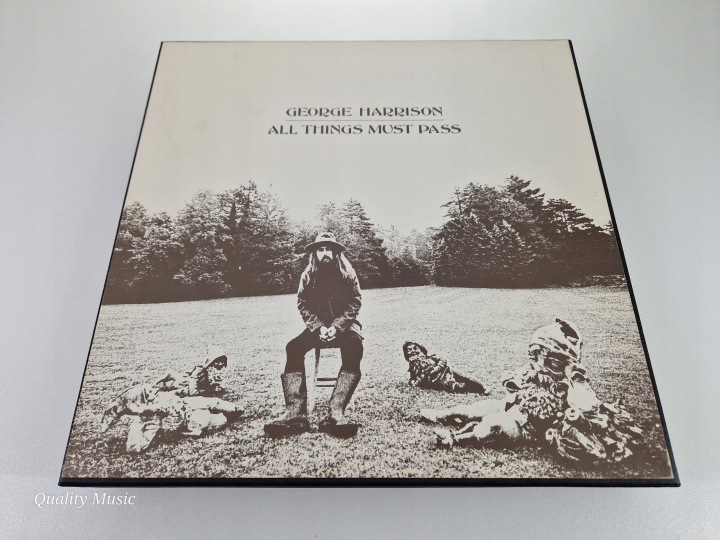 GEORGE HARRISON
ALL THINGS MUST PASS
Quality Music